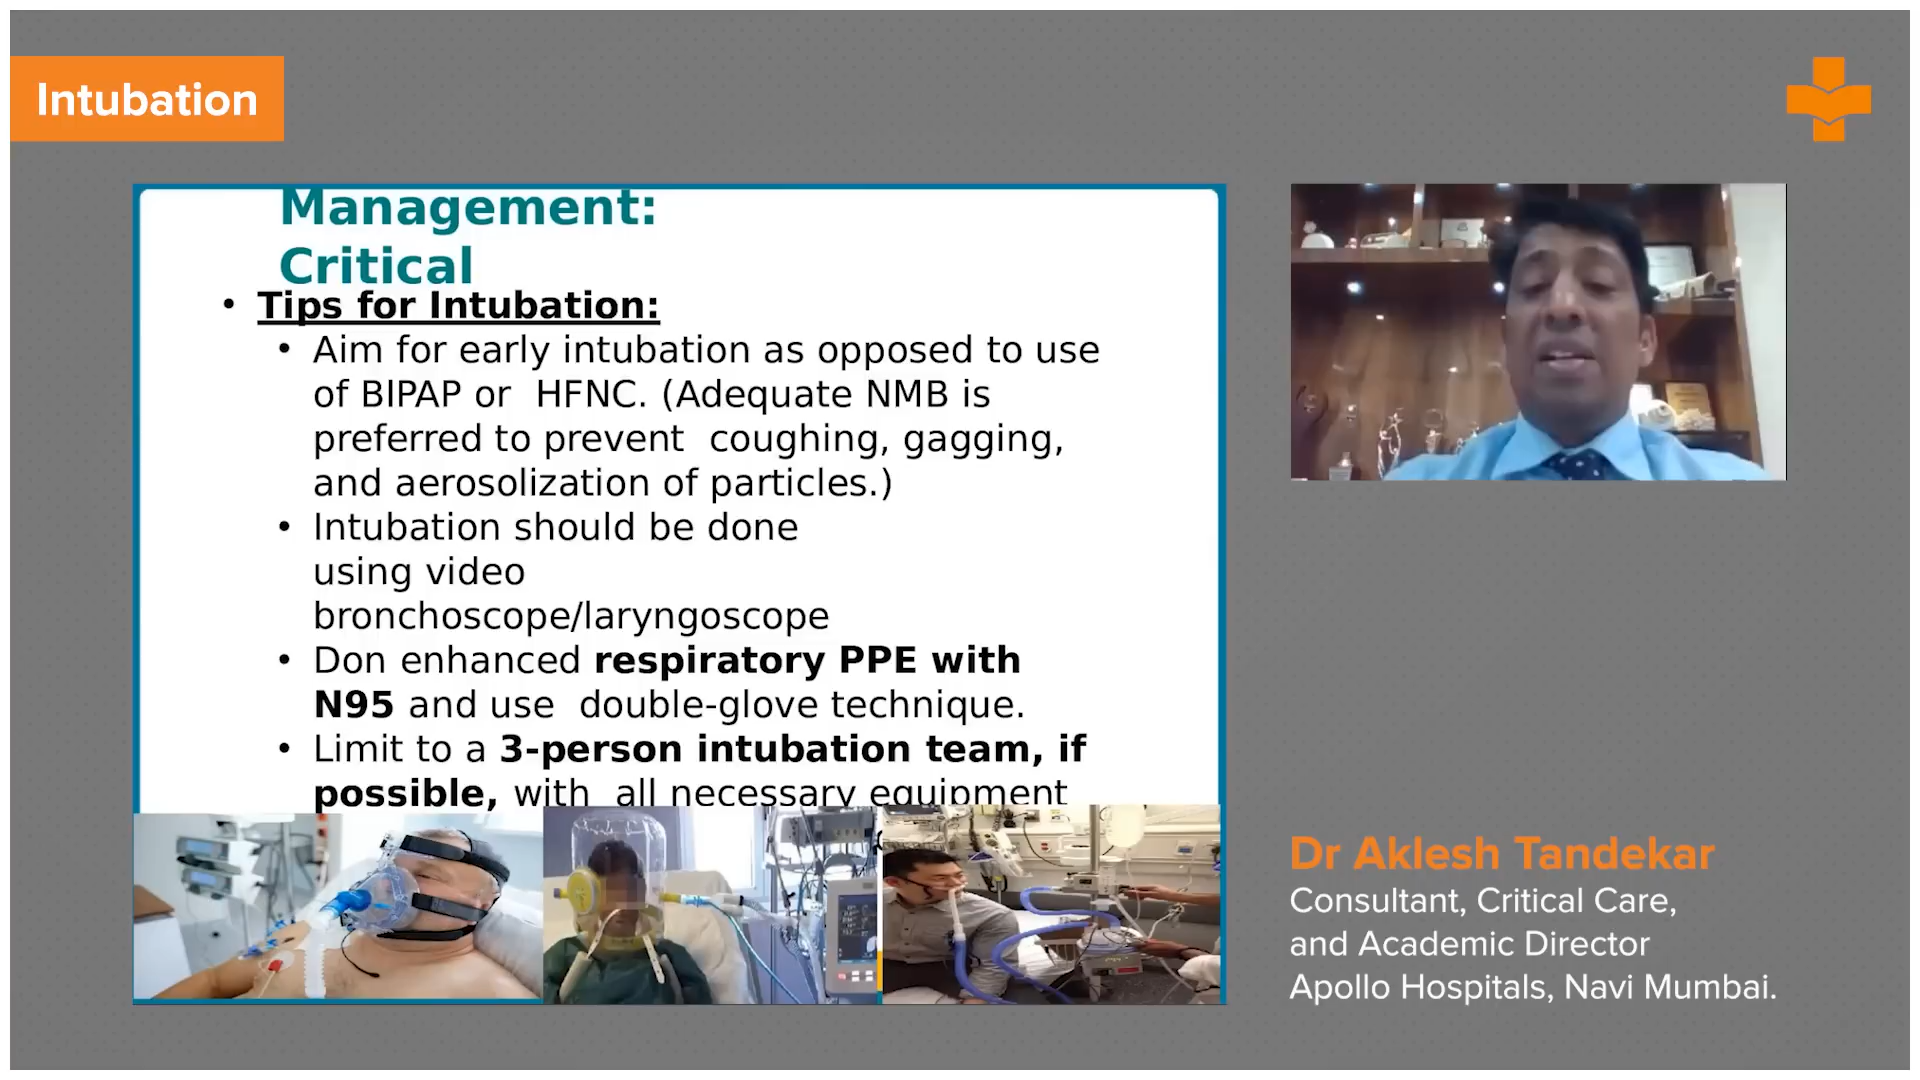 Intubation
Management:
Critical
• Tips for Intubation:
• Aim for early intubation as opposed to use
of BIPAP or HFNC. (Adequate NMB is
preferred to prevent coughing, gagging,
and aerosolization of particles.)
• Intubation should be done
using video
bronchoscope/laryngoscope
• Don enhanced respiratory PPE with
N95 and use double-glove technique.
• Limit to a 3-person intubation team, if
possible, with all necessary equipment
Dr Aklesh Tandekar
Consultant, Critical Care,
and Academic Director
Apollo Hospitals, Navi Mumbai.